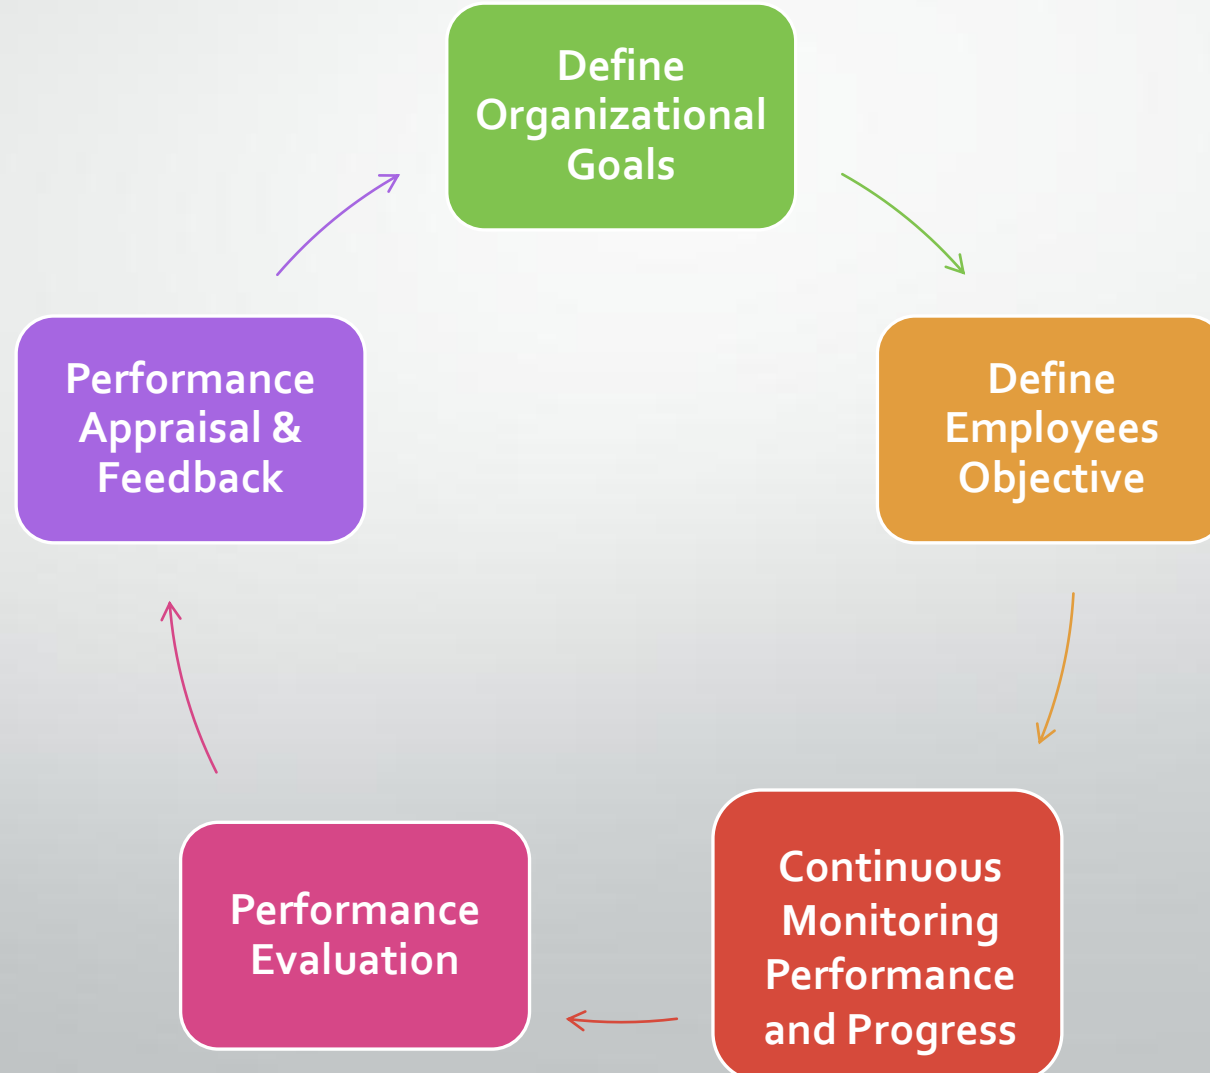 Define
Organizational
Goals
Define
Employees
Objective
Continuous
Monitoring
Performance
and Progress
Performance
Evaluation
Performance
Appraisal &
Feedback